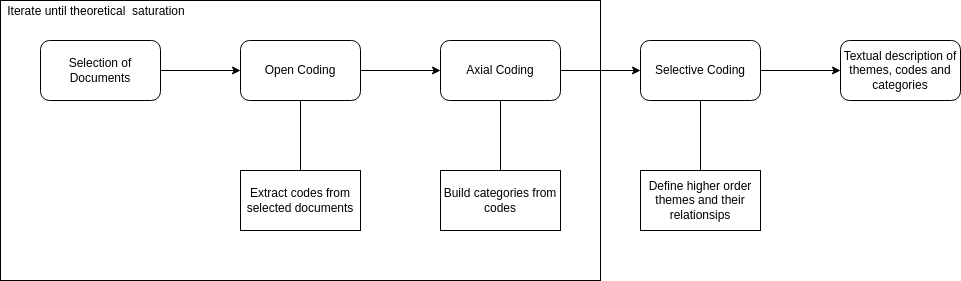 Iterate until theoretical  saturation
Selection of
Documents
Open Coding
Axial Coding
Selective Coding
Textual description of
themes, codes and
categories
Extract codes from
selected documents
Build categories from
codes
Define higher order
themes and their
relationsips